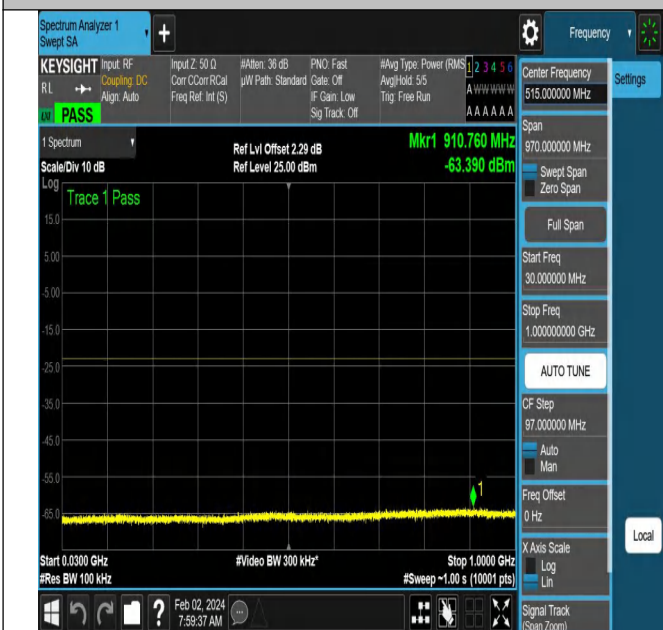 Spectrum Analyzer 1
Swept SA
+
Frequency
KEYSIGHT
Input: RF
Coupling: DC
Align: Auto
Input Z: 50 Ω
Corr CCorr RCal
Freq Ref: Int (S)
#Atten: 36 dB
µW Path: Standard
PNO: Fast
Gate: Off
IF Gain: Low
Sig Track: Off
#Avg Type: Power (RMS
Avg|Hold: 5/5
Trig: Free Run
1 2 3 4 5 6
A W W W W W
A A A A A A
RL
LXI
PASS
1 Spectrum
Scale/Div 10 dB
Ref Lvl Offset 2.29 dB
Ref Level 25.00 dBm
Mkr1 910.760 MHz
-63.390 dBm
Log
Trace 1 Pass
15.0
5.00
-5.00
-15.0
-25.0
-35.0
-45.0
-55.0
-65.0
1
Start 0.0300 GHz
#Res BW 100 kHz
#Video BW 300 kHz*
Stop 1.0000 GHz
#Sweep ~1.00 s (10001 pts)
Feb 02, 2024
7:59:37 AM
Center Frequency
515.000000 MHz
Settings
Span
970.000000 MHz
Swept Span
Zero Span
Full Span
Start Freq
30.000000 MHz
Stop Freq
1.000000000 GHz
AUTO TUNE
CF Step
97.000000 MHz
Auto
Man
Freq Offset
0 Hz
X Axis Scale
Log
Lin
Local
Signal Track
(Span Zoom)